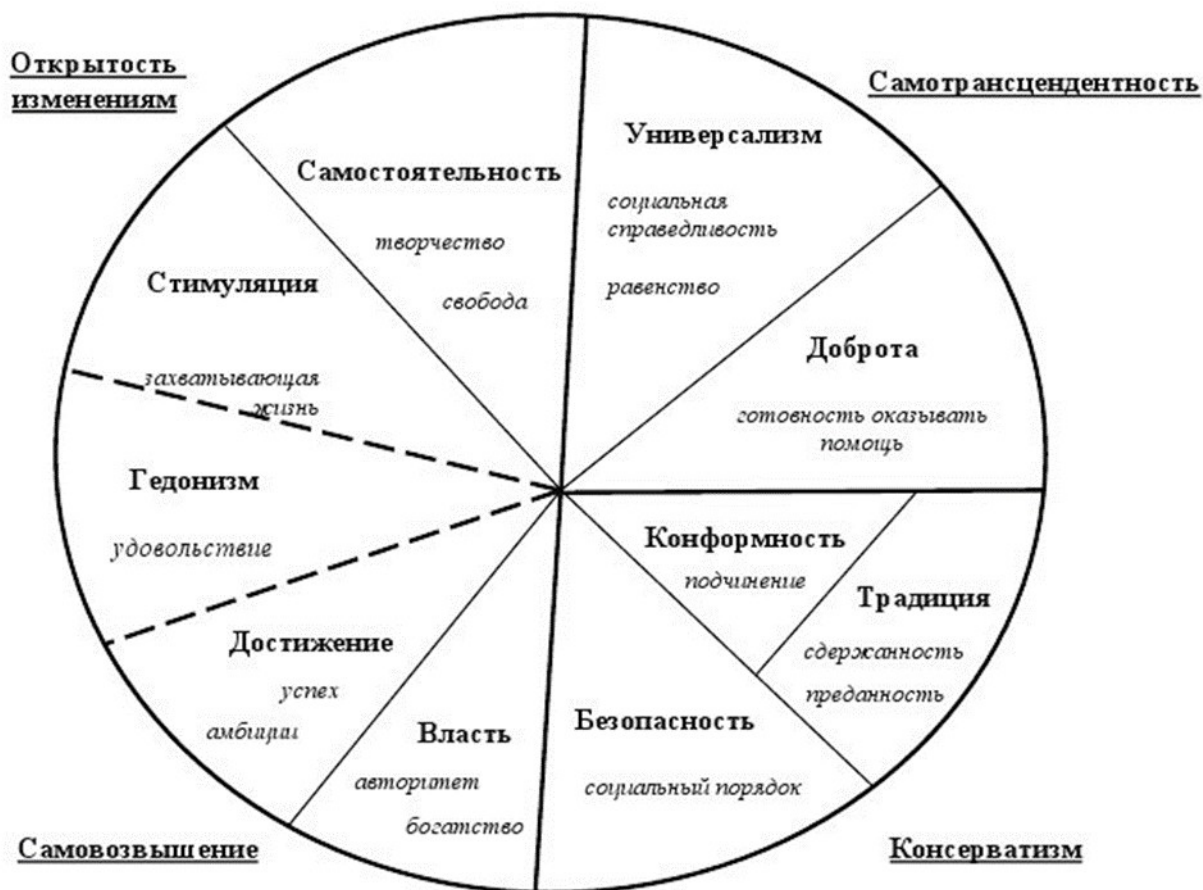 Открытость
изменениям
Самотрансцендентность
Универсализм
Самостоятельность
социальная
справедливость
творчество
равенство
свобода
Стимуляция
Доброта
захватывающая
жизнь
готовность оказывать
помощь
Гедонизм
удовольствие
Конформность
подчинение
Традиция
сдержанность
преданность
Достижение
успех
амбиции
Власть
авторитет
богатство
Безопасность
социальный порядок
Самовозвышение
Консерватизм